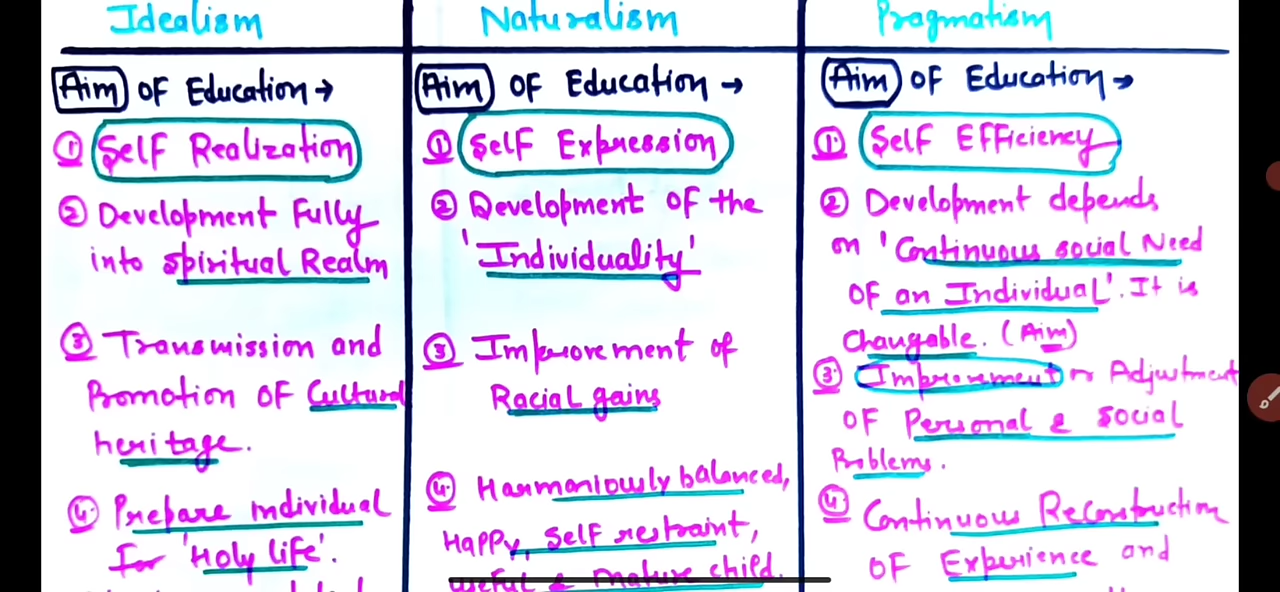 Idealism
Aim OF Education →
① Self Realization
② Development Fully
into spiritual Realm
③ Transmission and
Promotion OF Cultural
heritage.
④ Prepare individual
For 'Holy life'.
Naturalism
Aim OF Education →
① Self Expression
② Development OF the
'Individuality'
③ Improvement of
Racial gains
④ Harmoniously balanced,
Happy, self restraint,
useful & mature child.
Pragmatism
Aim OF Education →
① Self Efficiency
② Development depends
on 'Continuous social Need
OF an Individual'. It is
Changable. (Aim)
③ Improvement or Adjustment
OF Personal & social
Problems.
④ Continuous Reconstruction
OF Experience and